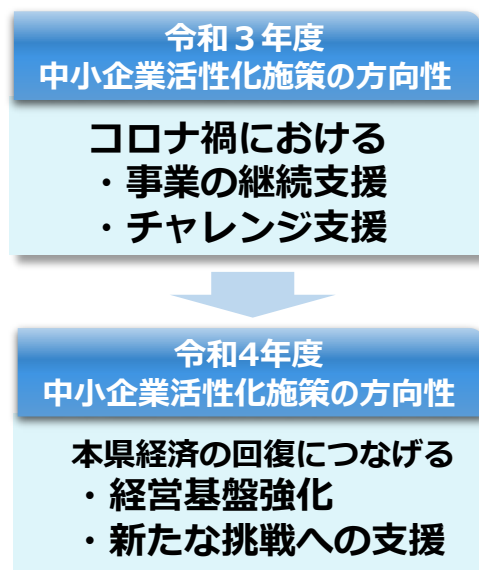 令和３年度
中小企業活性化施策の方向性
コロナ禍における
・事業の継続支援
・チャレンジ支援
令和4年度
中小企業活性化施策の方向性
本県経済の回復につなげる
・経営基盤強化
・新たな挑戦への支援